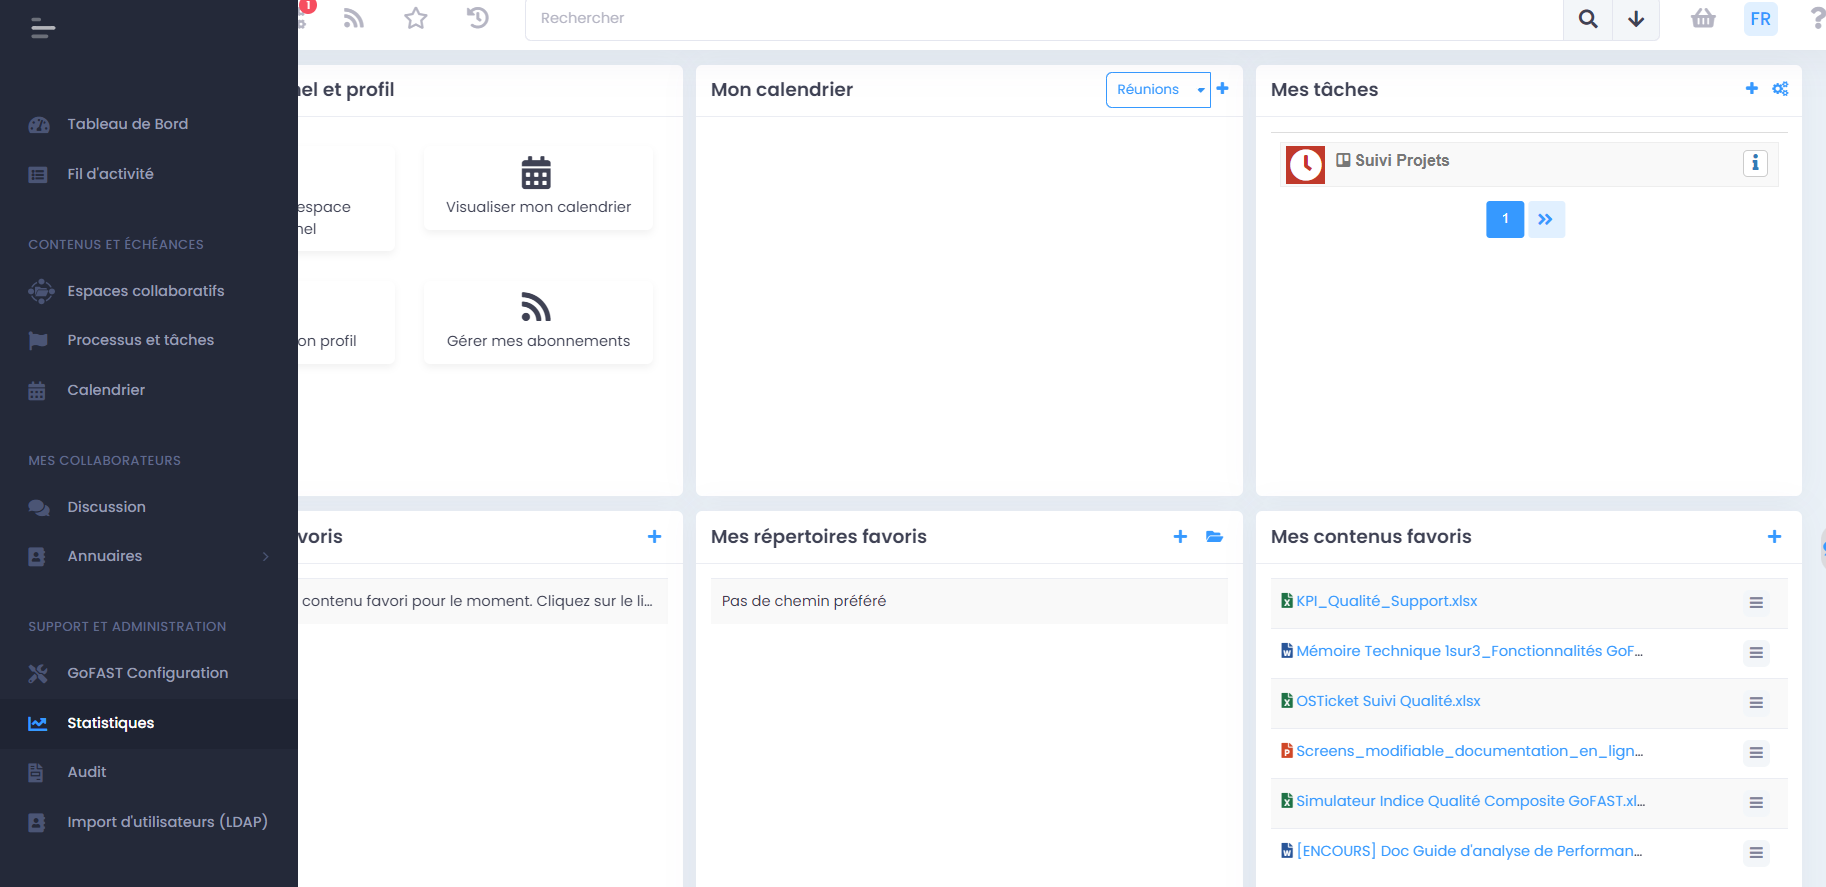 1
Rechercher
FR
Tableau de Bord
Fil d'activité
CONTENUS ET ÉCHÉANCES
Espaces collaboratifs
Processus et tâches
Calendrier
MES COLLABORATEURS
Discussion
Annuaires
SUPPORT ET ADMINISTRATION
GoFAST Configuration
Statistiques
Audit
Import d'utilisateurs (LDAP)
nel et profil
espace
nel
Visualiser mon calendrier
on profil
Gérer mes abonnements
Mon calendrier
Réunions
Mes tâches
Suivi Projets
1
voris
contenu favori pour le moment. Cliquez sur le li...
Mes répertoires favoris
Pas de chemin préféré
Mes contenus favoris
KPI_Qualité_Support.xlsx
Mémoire Technique 1sur3_Fonctionnalités GoF...
OSTicket Suivi Qualité.xlsx
Screens_modifiable_documentation_en_lign...
Simulateur Indice Qualité Composite GoFAST.xl...
[ENCOURS] Doc Guide d'analyse de Performan...